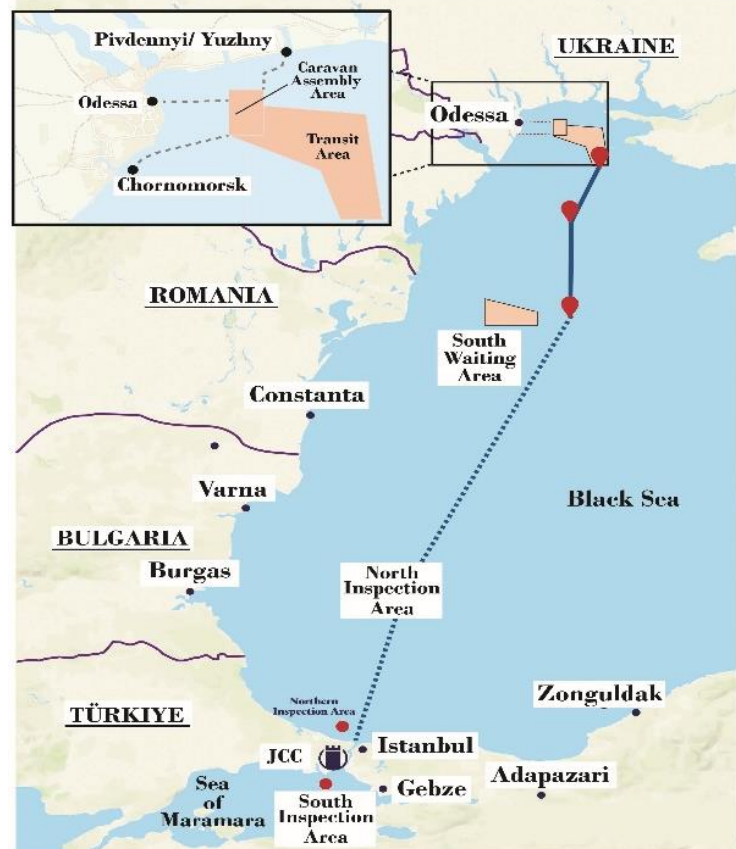 Pivdennyi/ Yuzhny
Caravan
Assembly
Area
Odessa
Transit
Area
Chornomorsk
UKRAINE
Odessa
ROMANIA
South
Waiting
Area
Constanta
Varna
Black Sea
BULGARIA
Burgas
North
Inspection
Area
Zonguldak
Northern
Inspection Area
TÜRKIYE
JCC
Istanbul
Sea
of
Maramara
Gebze
Adapazari
South
Inspection
Area